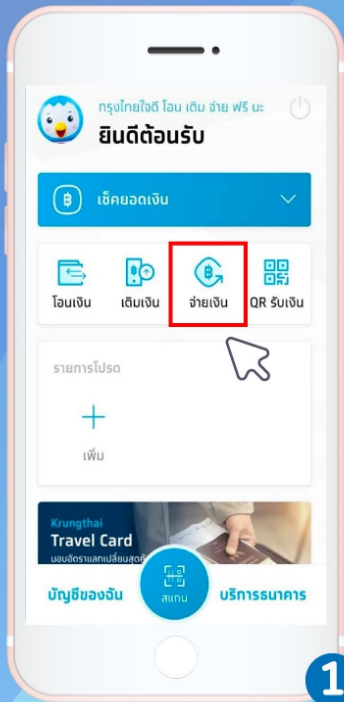 กรุงไทยใจดี โอน เติม จ่าย ฟรี นะ
ยินดีต้อนรับ
฿ เช็คยอดเงิน
โอนเงิน เติมเงิน จ่ายเงิน QR รับเงิน
รายการโปรด
เพิ่ม
Krungthai
Travel Card
บัญชีของฉัน สแกน บริการธนาคาร
1